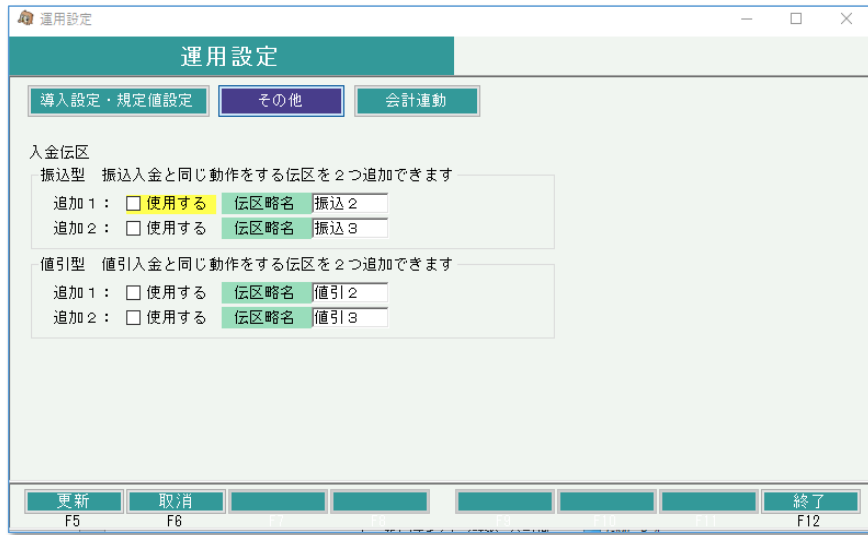 運用設定
運用設定
導入設定・規定値設定 その他 会計連動
入金伝区
振込型 振込入金と同じ動作をする伝区を２つ追加できます
追加１： 使用する 伝区略名 振込２
追加２： 使用する 伝区略名 振込３
値引型 値引入金と同じ動作をする伝区を２つ追加できます
追加１： 使用する 伝区略名 値引２
追加２： 使用する 伝区略名 値引３
更新 取消 終了
F5 F6 F7 F8 F9 F10 F11 F12